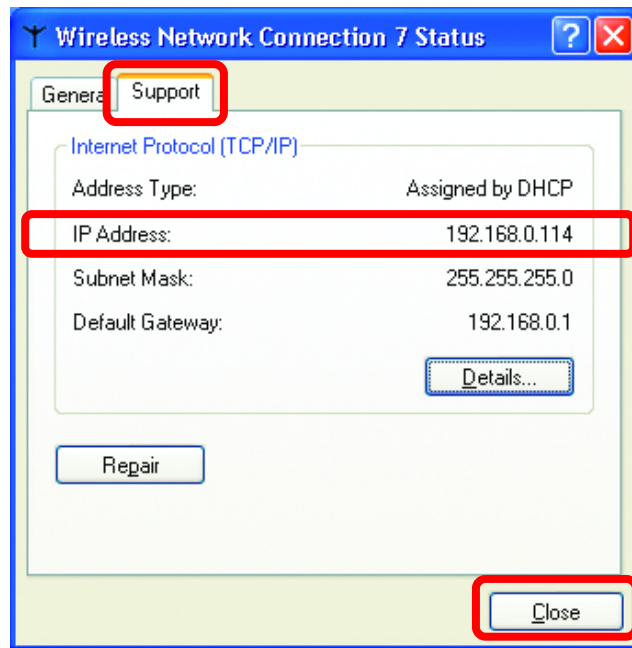 Wireless Network Connection 7 Status
?
General Support
Internet Protocol (TCP/IP)
Address Type: Assigned by DHCP
IP Address: 192.168.0.114
Subnet Mask: 255.255.255.0
Default Gateway: 192.168.0.1
Details...
Repair
Close